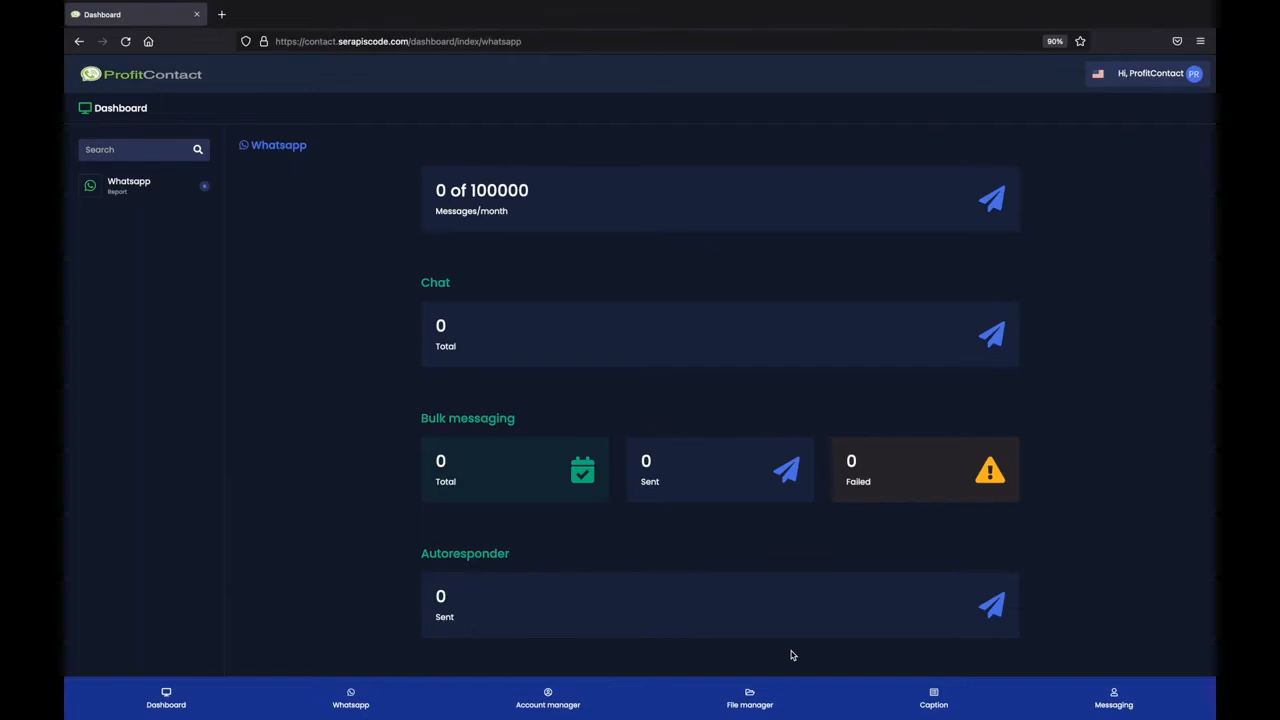 Dashboard
https://contact.serapiscode.com/dashboard/index/whatsapp
90%
ProfitContact
Hi, ProfitContact PR
Dashboard
Search
Whatsapp
Report
Whatsapp
0 of 100000
Messages/month
Chat
0
Total
Bulk messaging
0
Total
0
Sent
0
Failed
Autoresponder
0
Sent
Dashboard
Whatsapp
Account manager
File manager
Caption
Messaging